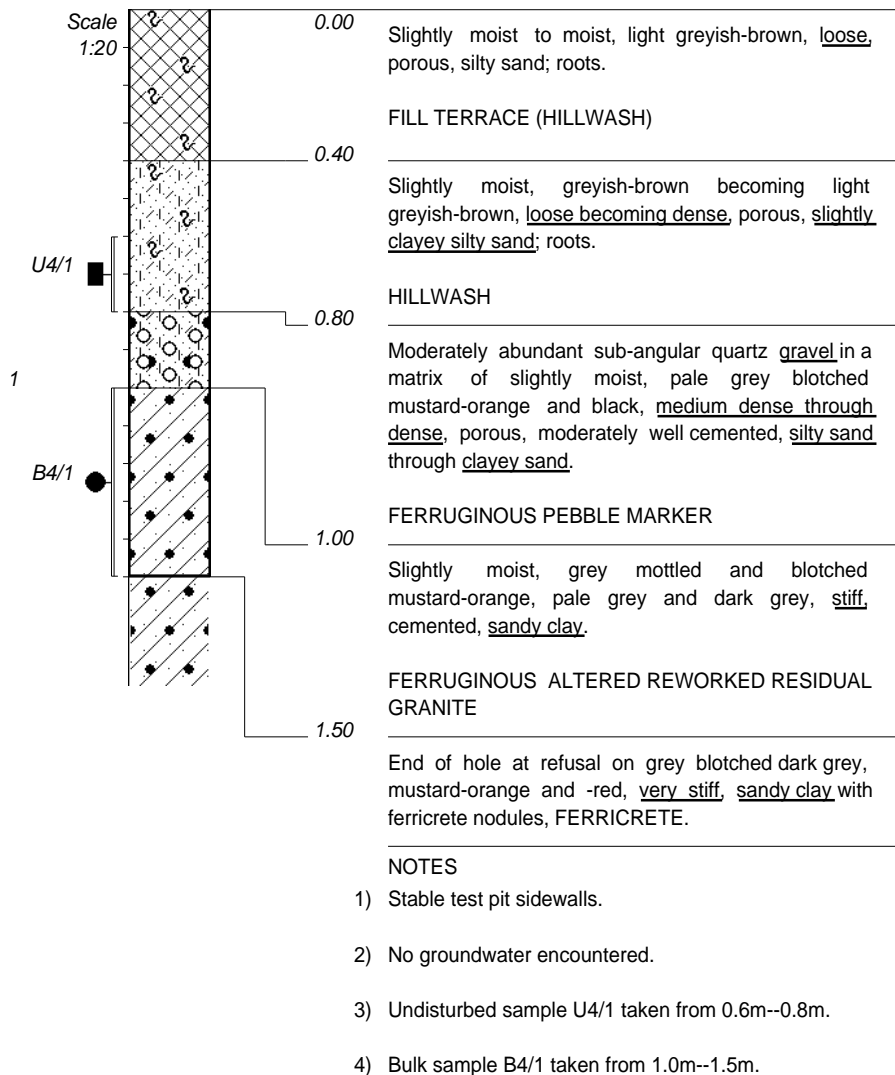 Scale
1:20
0.00
Slightly moist to moist, light greyish-brown, loose,
porous, silty sand; roots.
FILL TERRACE (HILLWASH)
0.40
Slightly moist, greyish-brown becoming light
greyish-brown, loose becoming dense, porous, slightly
clayey silty sand; roots.
U4/1
HILLWASH
0.80
Moderately abundant sub-angular quartz gravel in a
matrix of slightly moist, pale grey blotched
mustard-orange and black, medium dense through
dense, porous, moderately well cemented, silty sand
through clayey sand.
1
B4/1
FERRUGINOUS PEBBLE MARKER
1.00
Slightly moist, grey mottled and blotched
mustard-orange, pale grey and dark grey, stiff,
cemented, sandy clay.
FERRUGINOUS ALTERED REWORKED RESIDUAL
GRANITE
1.50
End of hole at refusal on grey blotched dark grey,
mustard-orange and -red, very stiff, sandy clay with
ferricrete nodules, FERRICRETE.
NOTES
1) Stable test pit sidewalls.
2) No groundwater encountered.
3) Undisturbed sample U4/1 taken from 0.6m--0.8m.
4) Bulk sample B4/1 taken from 1.0m--1.5m.